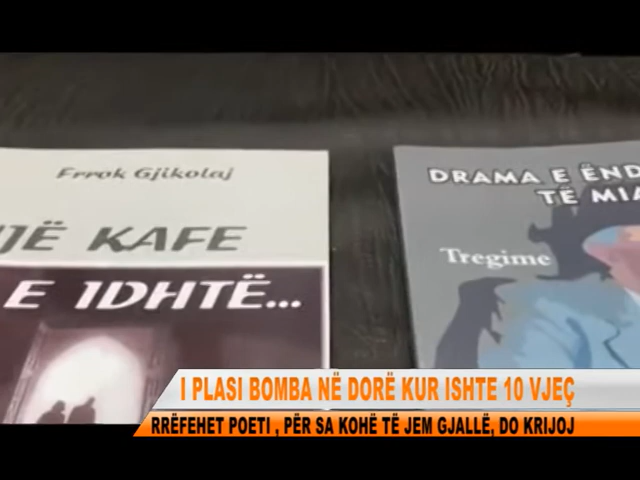 Frrok Gjikolaj
JË KAFE
E IDHTË...
DRAMA E ËND
TË MIA
Tregime
I PLASI BOMBA NË DORË KUR ISHTE 10 VJEÇ
RRËFEHET POETI , PËR SA KOHË TË JEM GJALLË, DO KRIJOJ